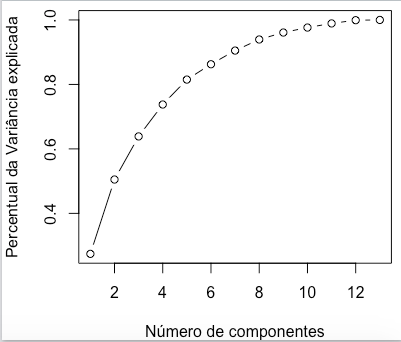 Percentual da Variância explicada
1.0
0.8
0.6
0.4
2 4 6 8 10 12
Número de componentes